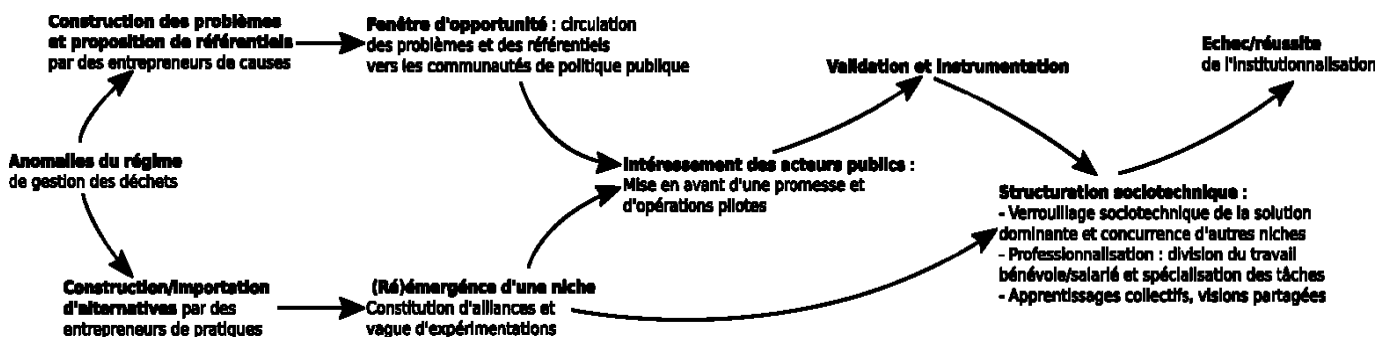 Construction des problèmes
et proposition de référentiels
par des entrepreneurs de causes
Fenêtre d'opportunité : circulation
des problèmes et des référentiels
vers les communautés de politique publique
Echec/réussite
de l'institutionnalisation
Validation et instrumentation
Anomalies du régime
de gestion des déchets
Intéressement des acteurs publics :
Mise en avant d'une promesse et
d'opérations pilotes
Structuration sociotechnique :
- Verrouillage sociotechnique de la solution
dominante et concurrence d'autres niches
- Professionnalisation : division du travail
bénévole/salarié et spécialisation des tâches
- Apprentissages collectifs, visions partagées
Construction/importation
d'alternatives par des
entrepreneurs de pratiques
(Ré)émergénce d'une niche
Constitution d'alliances et
vague d'expérimentations